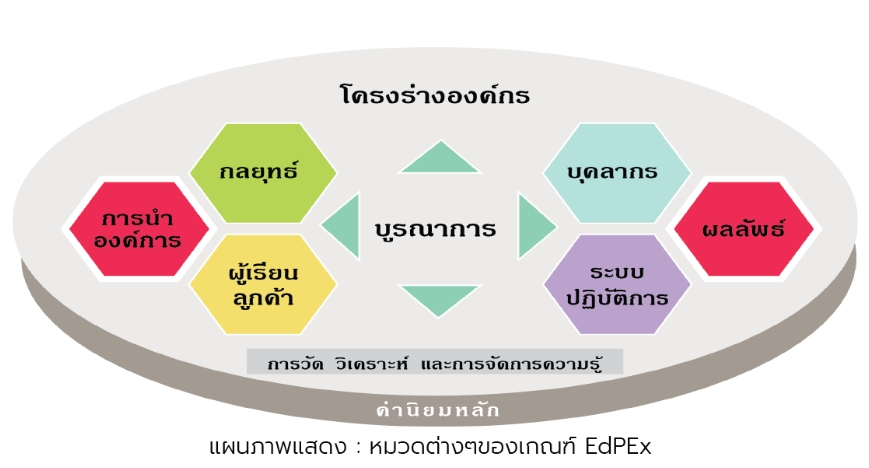 โครงร่างองค์กร
กลยุทธ์
บุคลากร
การนำ
องค์การ
บูรณาการ
ผลลัพธ์
ผู้เรียน
ลูกค้า
ระบบ
ปฏิบัติการ
การวัด วิเคราะห์ และการจัดการความรู้
ค่านิยมหลัก
แผนภาพแสดง : หมวดต่างๆของเกณฑ์ EdPEx